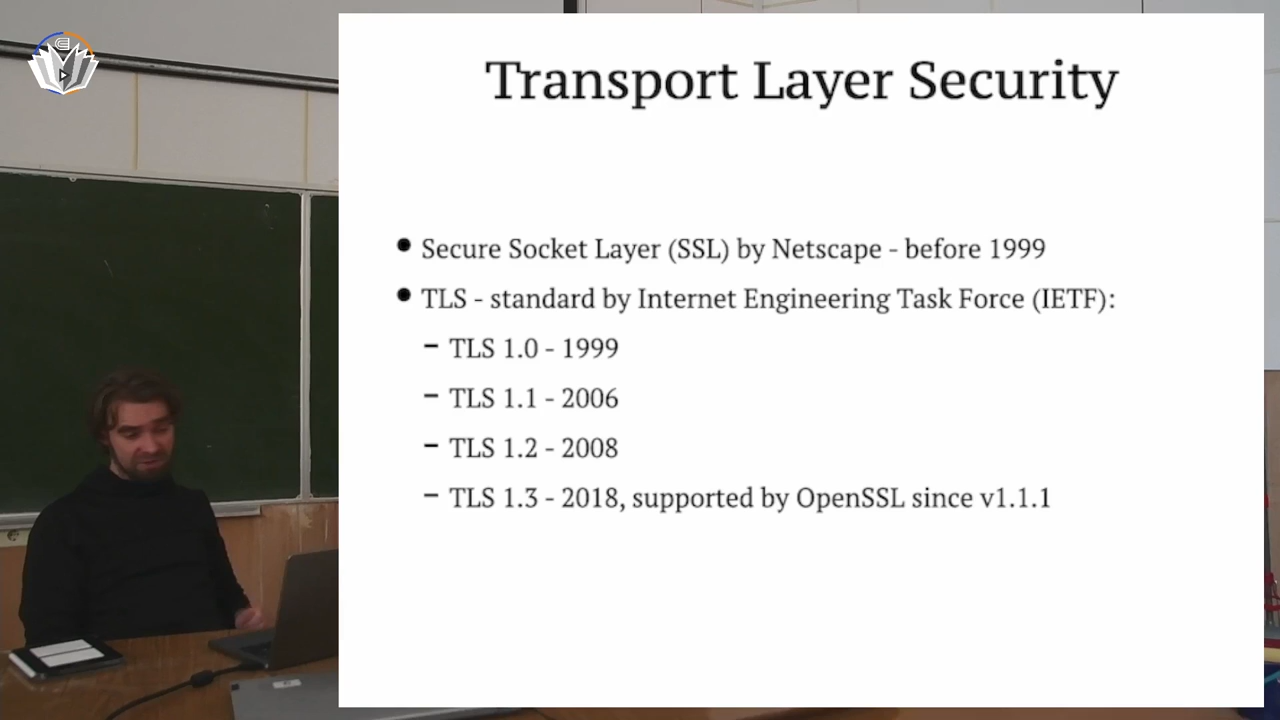 Transport Layer Security
● Secure Socket Layer (SSL) by Netscape - before 1999
● TLS - standard by Internet Engineering Task Force (IETF):
– TLS 1.0 - 1999
– TLS 1.1 - 2006
– TLS 1.2 - 2008
– TLS 1.3 - 2018, supported by OpenSSL since v1.1.1